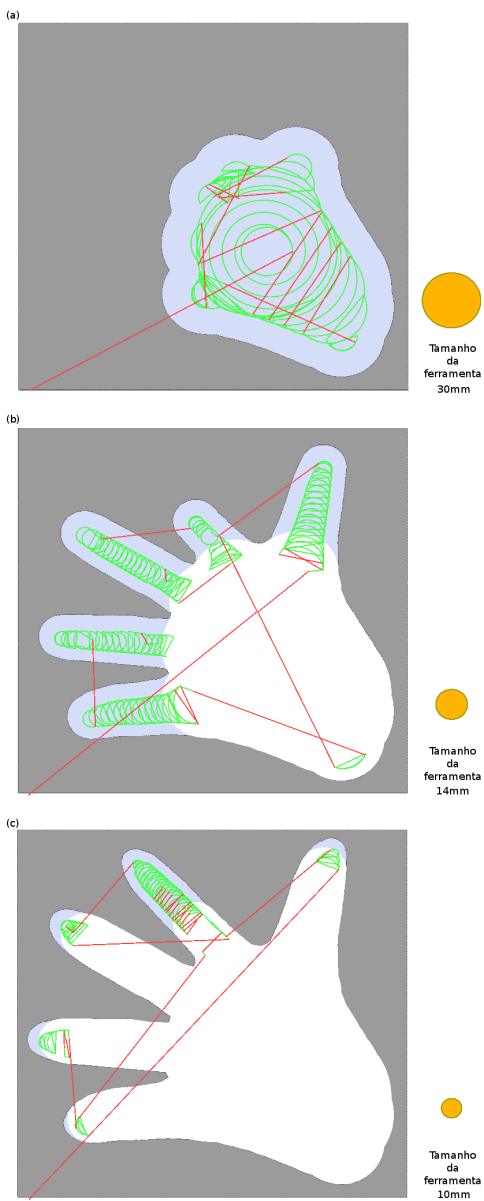 (a)
Tamanho
da
ferramenta
30mm
(b)
Tamanho
da
ferramenta
14mm
(c)
Tamanho
da
ferramenta
10mm